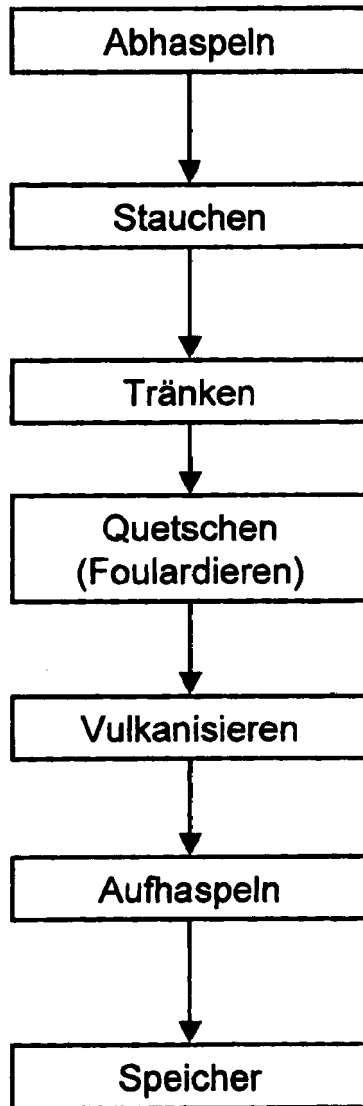 Abhaspeln
Stauchen
Tränken
Quetschen
(Foulardieren)
Vulkanisieren
Aufhaspeln
Speicher